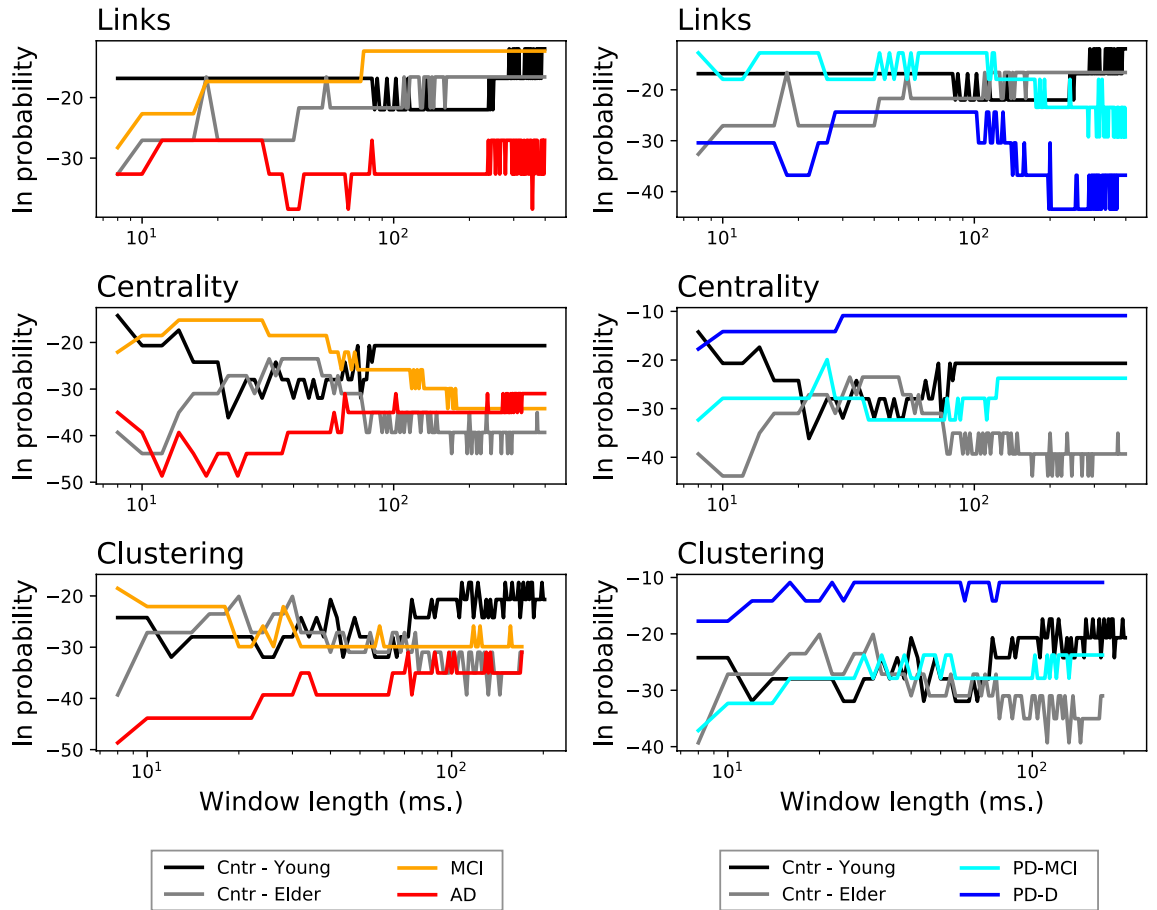 Links
Links
ln probability
−20
−30
10¹
10²
ln probability
−20
−30
−40
10¹
10²
Centrality
Centrality
ln probability
−20
−30
−40
−50
10¹
10²
ln probability
−10
−20
−30
−40
10¹
10²
Clustering
Clustering
ln probability
−20
−30
−40
−50
10¹
10²
Window length (ms.)
ln probability
−10
−20
−30
−40
10¹
10²
Window length (ms.)
Cntr - Young
MCI
Cntr - Elder
AD
Cntr - Young
PD-MCI
Cntr - Elder
PD-D